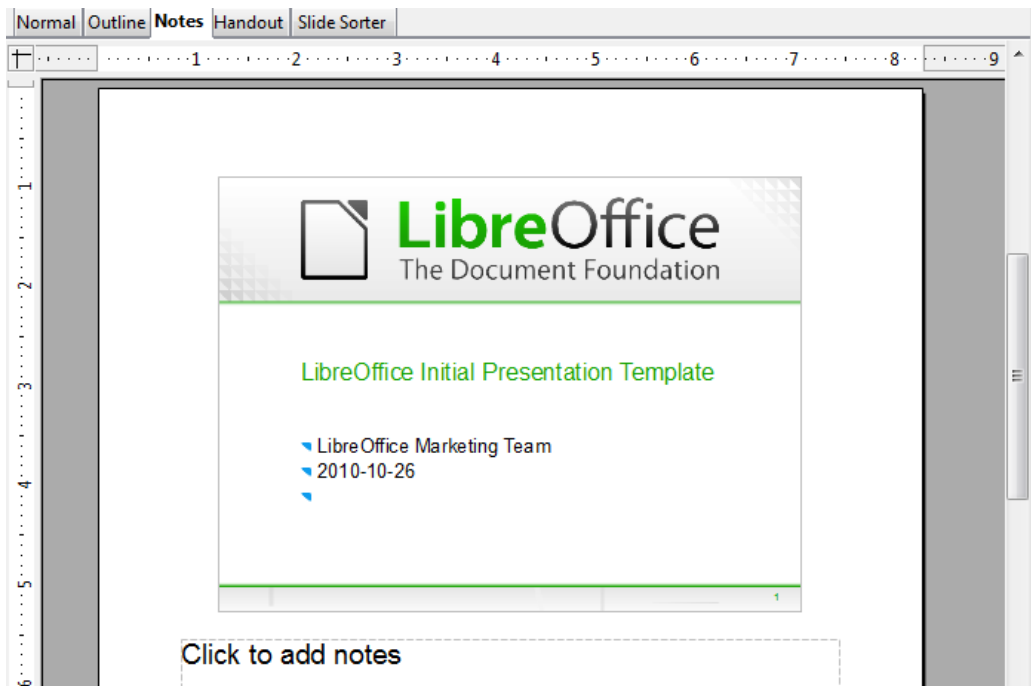 Normal Outline Notes Handout Slide Sorter
1 2 3 4 5 6 7 8 9
1
2
3
4
5
6
LibreOffice
The Document Foundation
LibreOffice Initial Presentation Template
LibreOffice Marketing Team
2010-10-26
1
Click to add notes